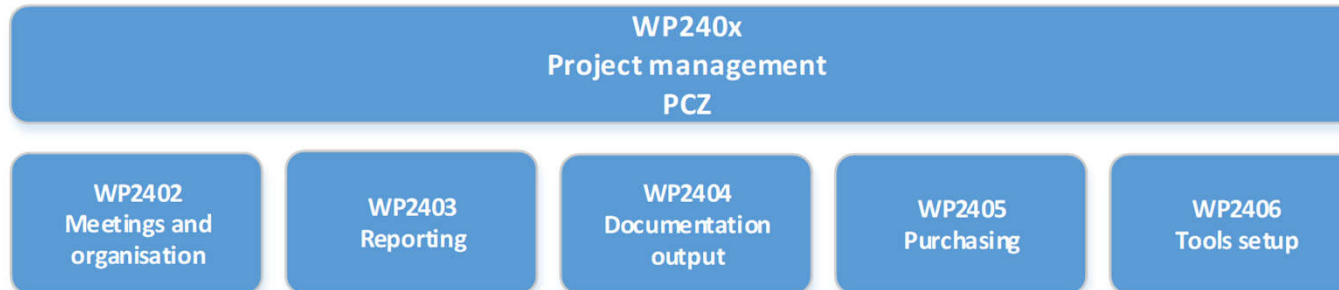 WP240x
Project management
PCZ
WP2402
Meetings and
organisation
WP2403
Reporting
WP2404
Documentation
output
WP2405
Purchasing
WP2406
Tools setup